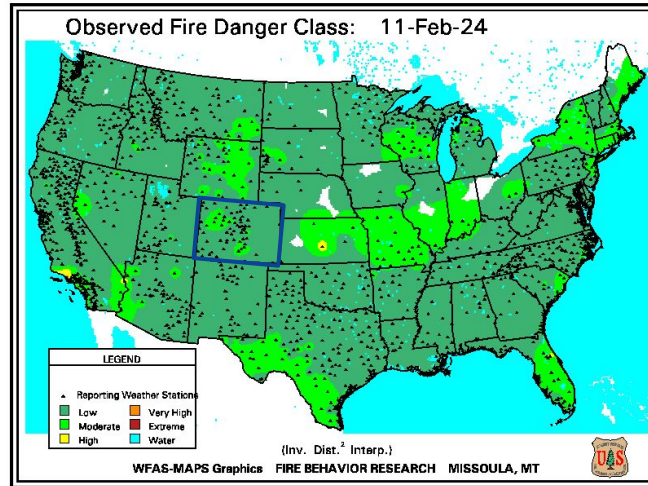 Observed Fire Danger Class: 11-Feb-24
LEGEND
Reporting Weather Stations
Low
Moderate
High
Very High
Extreme
Water
(Inv. Dist.² Interp.)
WFAS-MAPS Graphics FIRE BEHAVIOR RESEARCH MISSOULA, MT
U S